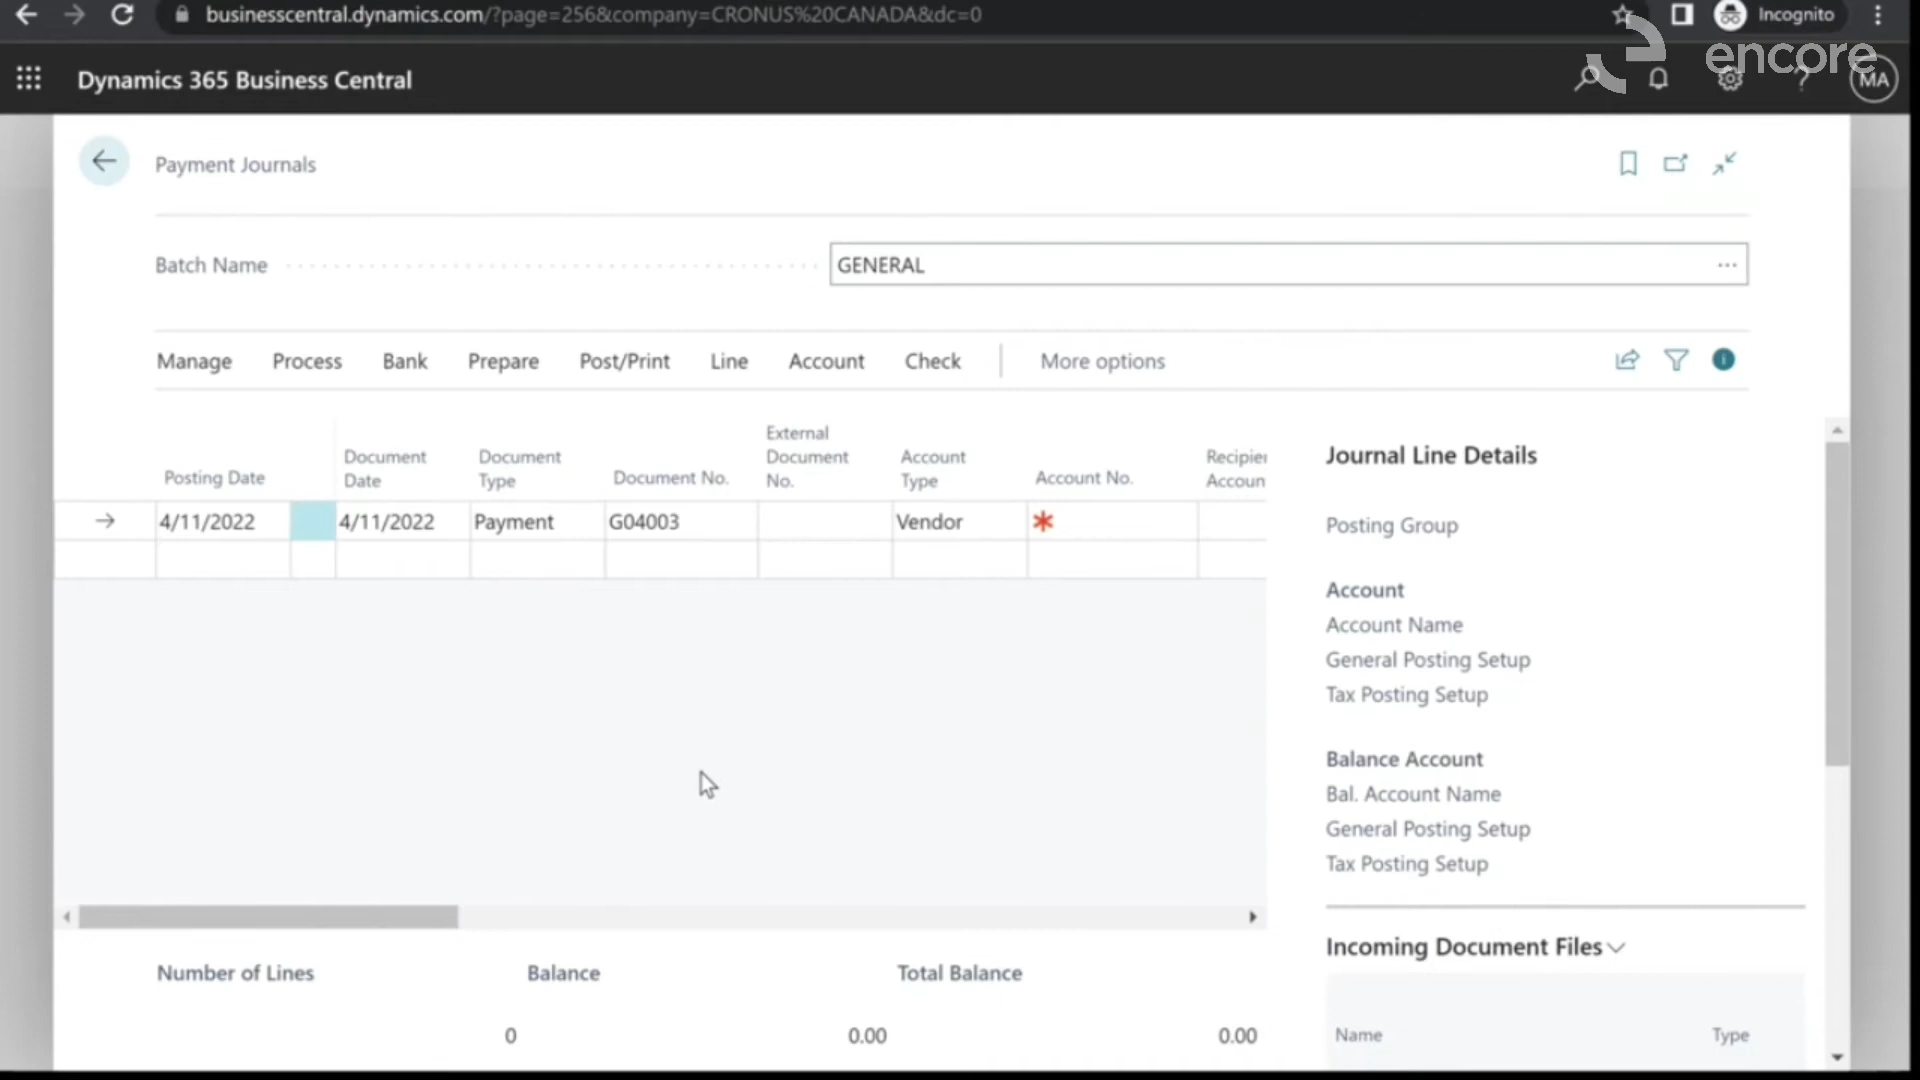 businesscentral.dynamics.com/?page=256&company=CRONUS%20CANADA&dc=0
Incognito
encore
Dynamics 365 Business Central
?
MA
Payment Journals
Batch Name
GENERAL
Manage
Process
Bank
Prepare
Post/Print
Line
Account
Check
More options
Posting Date
Document
Date
Document
Type
Document No.
External
Document
No.
Account
Type
Account No.
Recipier
Accoun
4/11/2022
4/11/2022
Payment
G04003
Vendor
Journal Line Details
Posting Group
Account
Account Name
General Posting Setup
Tax Posting Setup
Balance Account
Bal. Account Name
General Posting Setup
Tax Posting Setup
Incoming Document Files
Name
Type
Number of Lines
Balance
Total Balance
0
0.00
0.00